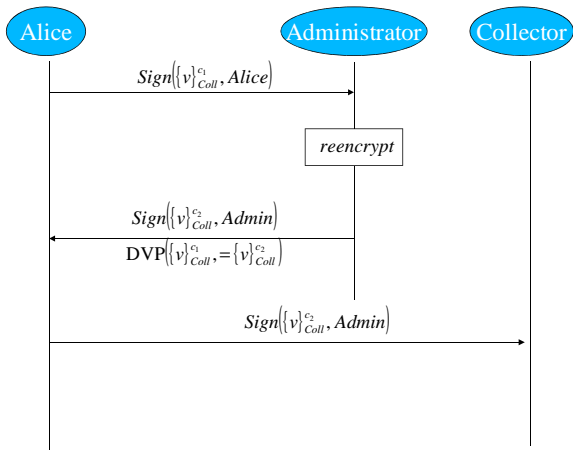 Alice
Administrator
Collector
Sign({v}^{c_1}_{Coll}, Alice)
reencrypt
Sign({v}^{c_2}_{Coll}, Admin)
DVP({v}^{c_1}_{Coll}, = {v}^{c_2}_{Coll})
Sign({v}^{c_2}_{Coll}, Admin)